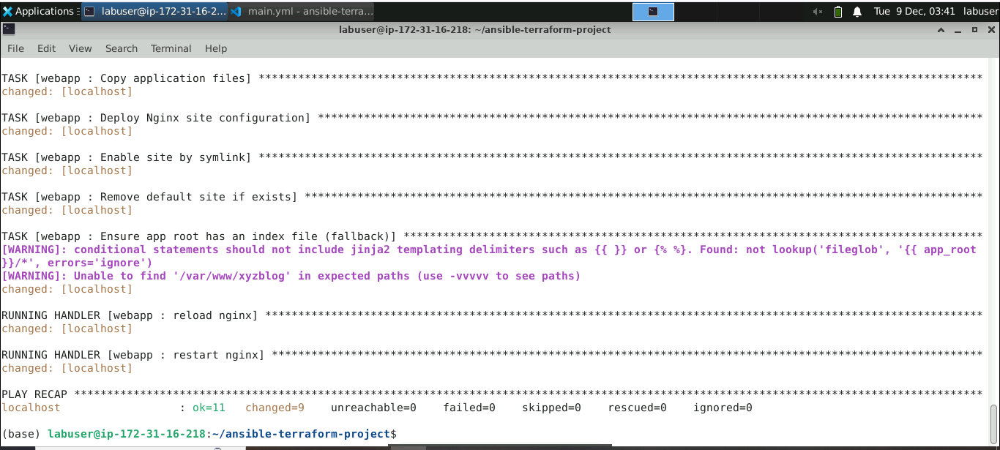 Applications
labuser@ip-172-31-16-2...
main.yml - ansible-terra...
Tue 9 Dec, 03:41 labuser
labuser@ip-172-31-16-218: ~/ansible-terraform-project
File Edit View Search Terminal Help
TASK [webapp : Copy application files] **************************************************************************************************************
changed: [localhost]
TASK [webapp : Deploy Nginx site configuration] *****************************************************************************************************
changed: [localhost]
TASK [webapp : Enable site by symlink] **************************************************************************************************************
changed: [localhost]
TASK [webapp : Remove default site if exists] *******************************************************************************************************
changed: [localhost]
TASK [webapp : Ensure app root has an index file (fallback)] ****************************************************************************************
[WARNING]: conditional statements should not include jinja2 templating delimiters such as {{ }} or {% %}. Found: not lookup('fileglob', '{{ app_root
}}/*', errors='ignore')
[WARNING]: Unable to find '/var/www/xyzblog' in expected paths (use -vvvvv to see paths)
changed: [localhost]
RUNNING HANDLER [webapp : reload nginx] *************************************************************************************************************
changed: [localhost]
RUNNING HANDLER [webapp : restart nginx] ************************************************************************************************************
changed: [localhost]
PLAY RECAP ******************************************************************************************************************************************
localhost : ok=11 changed=9 unreachable=0 failed=0 skipped=0 rescued=0 ignored=0
(base) labuser@ip-172-31-16-218:~/ansible-terraform-project$